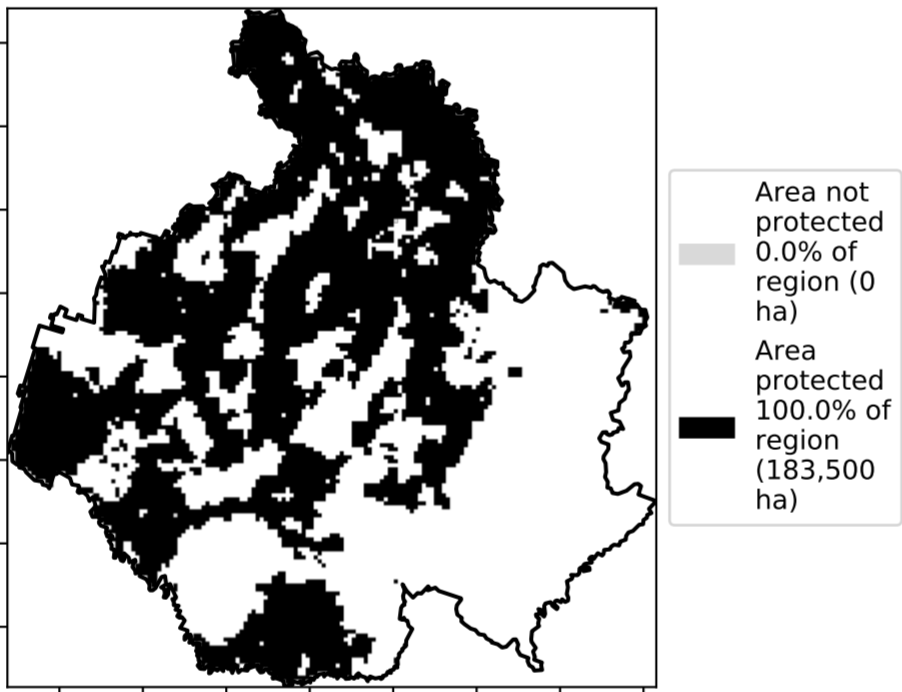 Area not
protected
0.0% of
region (0
ha)
Area
protected
100.0% of
region
(183,500
ha)